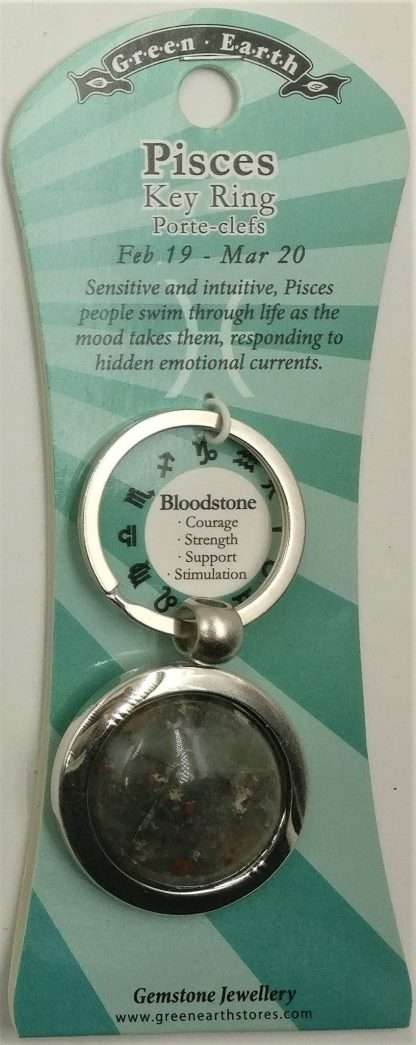 Green · Earth
Pisces
Key Ring
Porte-clefs
Feb 19 - Mar 20
Sensitive and intuitive, Pisces
people swim through life as the
mood takes them, responding to
hidden emotional currents.
Bloodstone
· Courage
· Strength
· Support
· Stimulation
Gemstone Jewellery
www.greenearthstores.com